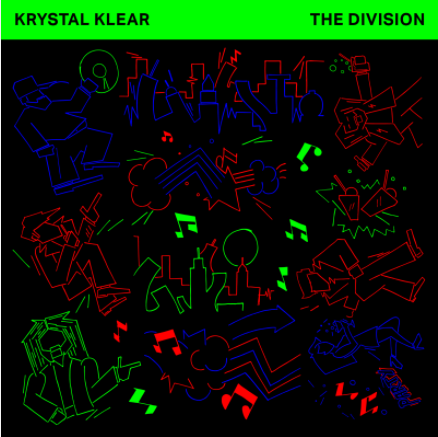 KRYSTAL KLEAR
THE DIVISION